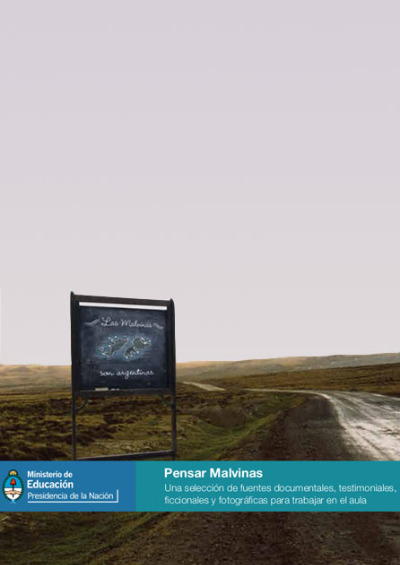 Las Malvinas
son argentinas
Ministerio de
Educación
Presidencia de la Nación
Pensar Malvinas
Una selección de fuentes documentales, testimoniales,
ficcionales y fotográficas para trabajar en el aula